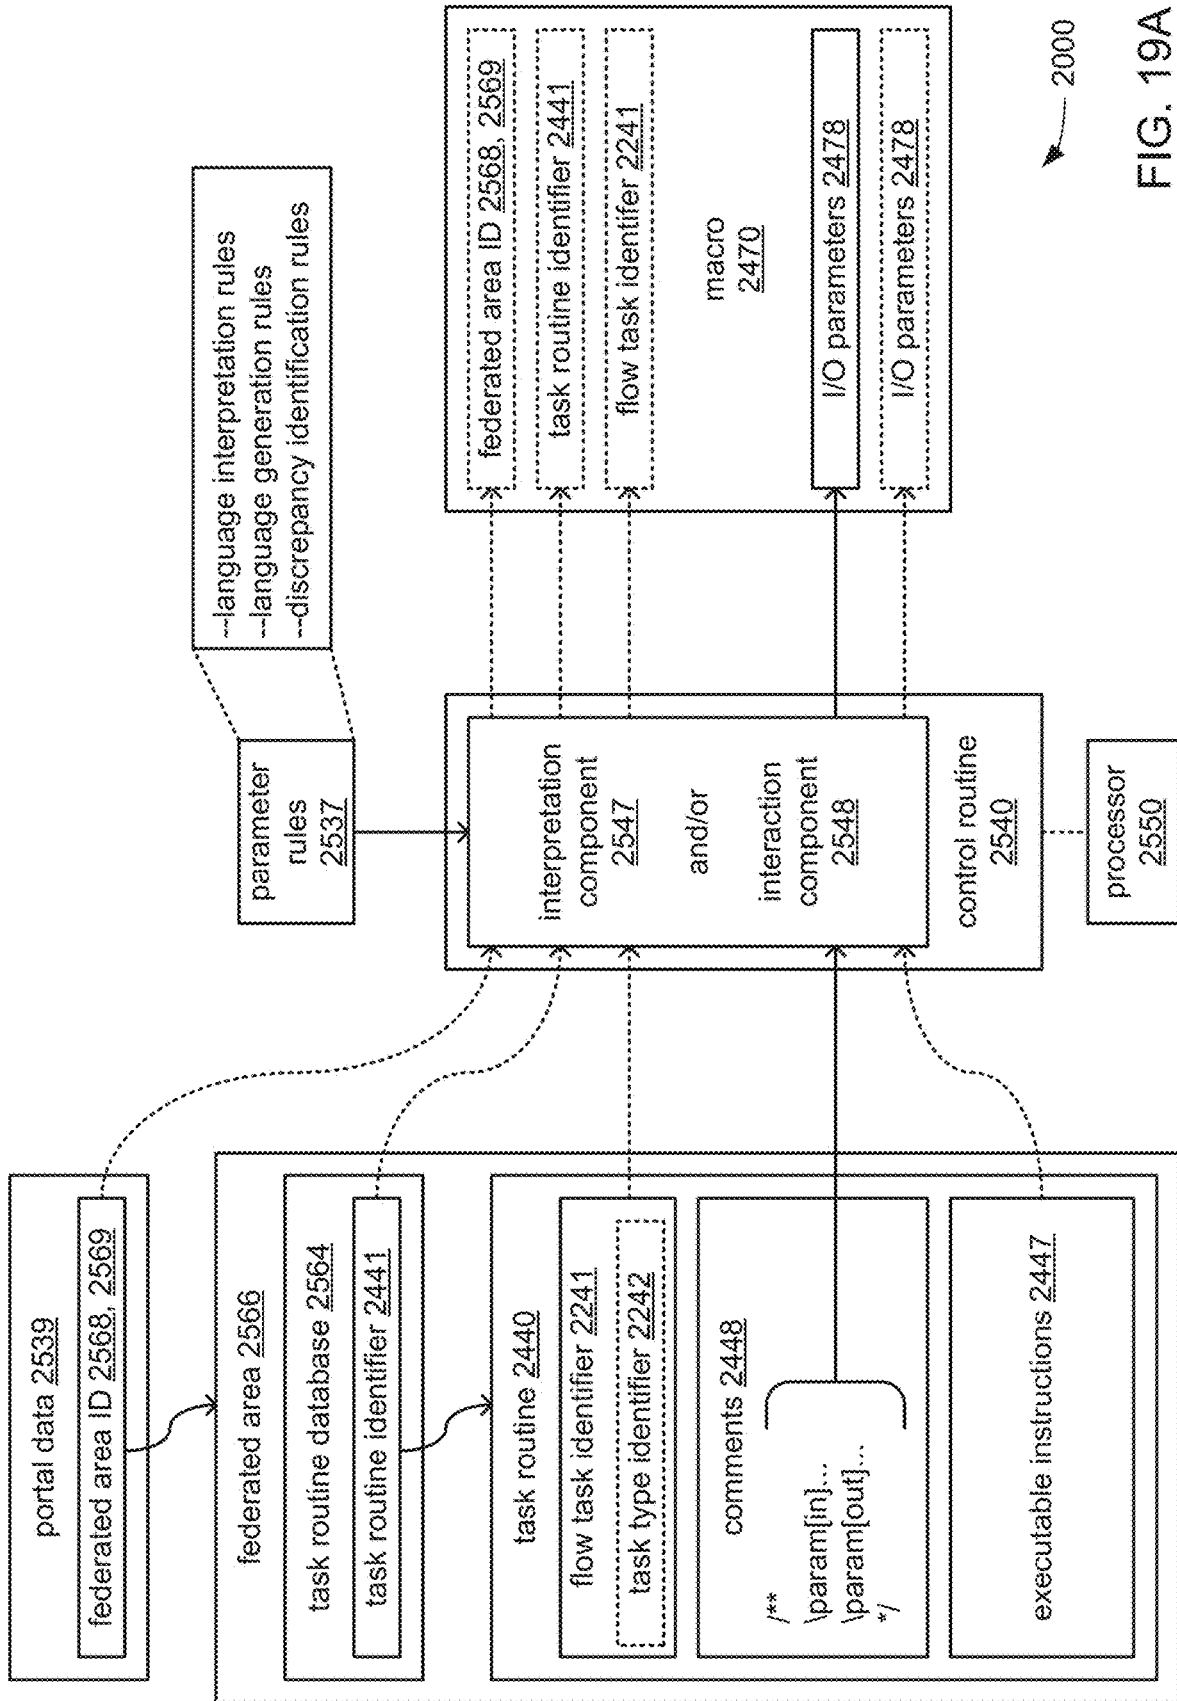 portal data 2539
federated area ID 2568, 2569
federated area 2566
task routine database 2564
task routine identifier 2441
task routine 2440
flow task identifier 2241
task type identifier 2242
comments 2448
/**
\param[in]...
\param[out]...
*/
executable instructions 2447
parameter
rules
2537
--language interpretation rules
--language generation rules
--discrepancy identification rules
interpretation
component
2547
and/or
interaction
component
2548
control routine
2540
processor
2550
federated area ID 2568, 2569
task routine identifier 2441
flow task identifer 2241
macro
2470
I/O parameters 2478
I/O parameters 2478
2000
FIG. 19A